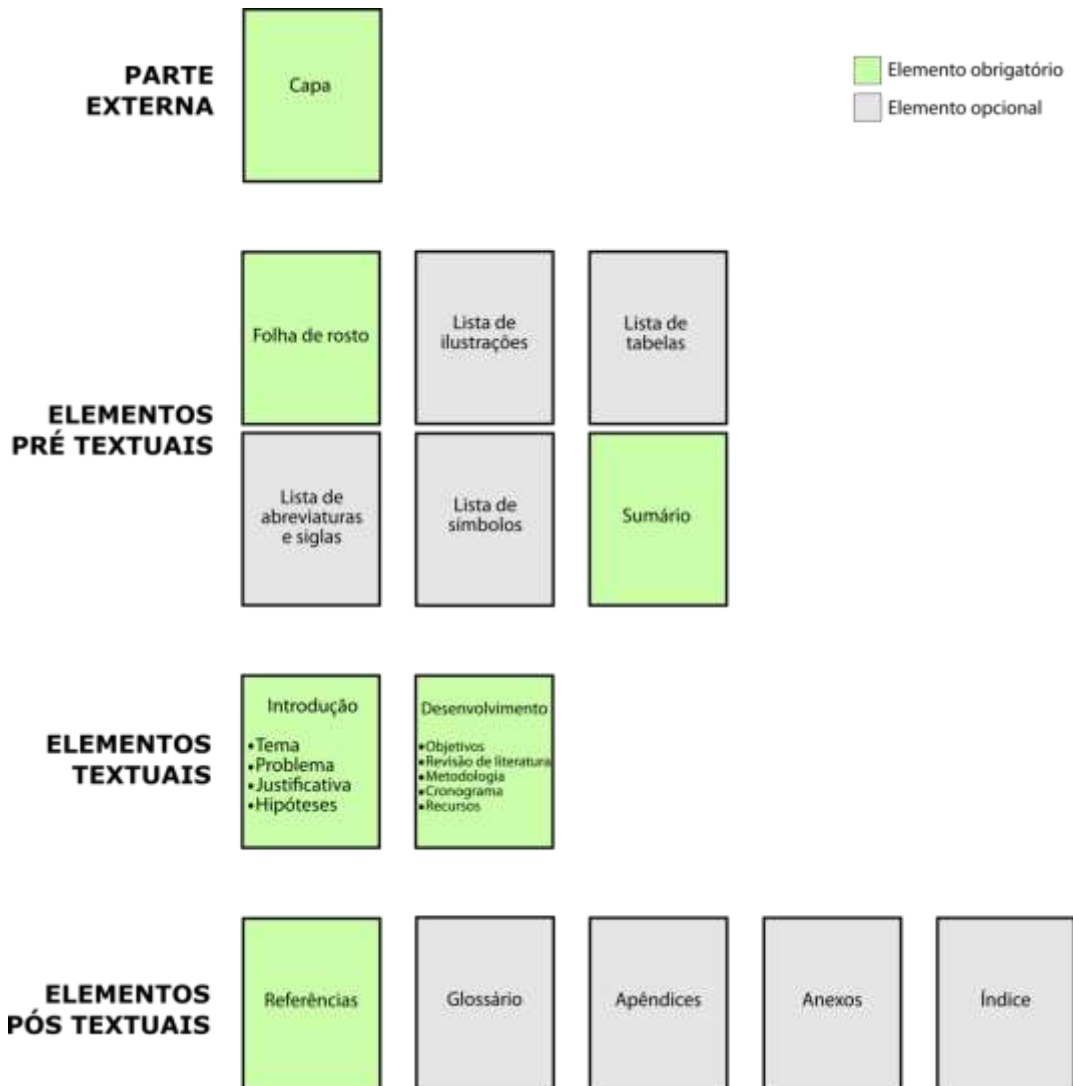 PARTE
EXTERNA
Capa
Elemento obrigatório
Elemento opcional
ELEMENTOS
PRÉ TEXTUAIS
Folha de rosto
Lista de
ilustrações
Lista de
tabelas
Lista de
abreviaturas
e siglas
Lista de
símbolos
Sumário
ELEMENTOS
TEXTUAIS
Introdução
•Tema
•Problema
•Justificativa
•Hipóteses
Desenvolvimento
•Objetivos
•Revisão de literatura
•Metodologia
•Cronograma
•Recursos
ELEMENTOS
PÓS TEXTUAIS
Referências
Glossário
Apêndices
Anexos
Índice